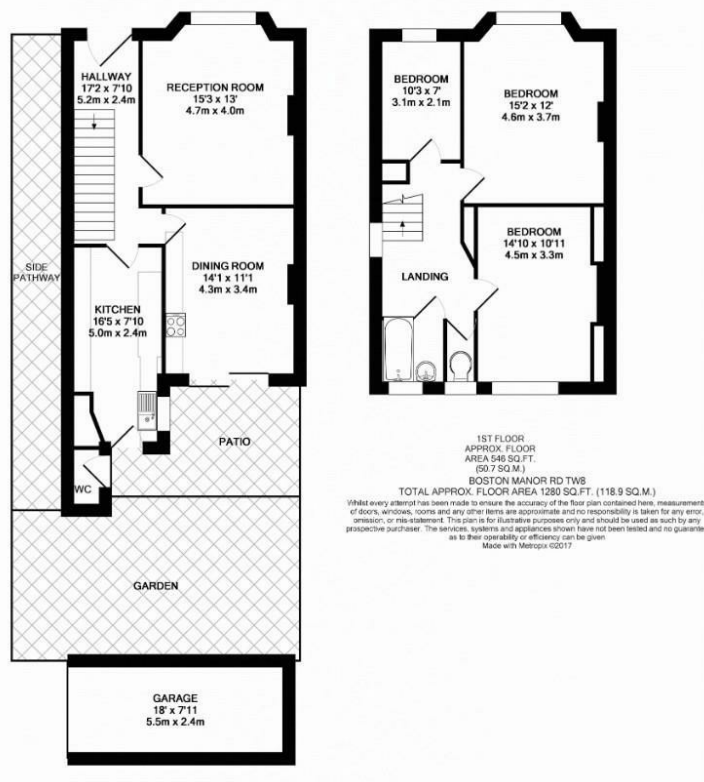 HALLWAY
17'2 x 7'10
5.2m x 2.4m
RECEPTION ROOM
15'3 x 13'
4.7m x 4.0m
SIDE
PATHWAY
DINING ROOM
14'1 x 11'1
4.3m x 3.4m
KITCHEN
16'5 x 7'10
5.0m x 2.4m
PATIO
WC
GARDEN
GARAGE
18' x 7'11
5.5m x 2.4m
BEDROOM
10'3 x 7'
3.1m x 2.1m
BEDROOM
15'2 x 12'
4.6m x 3.7m
BEDROOM
14'10 x 10'11
4.5m x 3.3m
LANDING
1ST FLOOR
APPROX. FLOOR
AREA 546 SQ.FT.
(50.7 SQ.M.)
BOSTON MANOR RD TW8
TOTAL APPROX. FLOOR AREA 1280 SQ.FT. (118.9 SQ.M.)
Whilst every attempt has been made to ensure the accuracy of the floor plan contained here, measurements
of doors, windows, rooms and any other items are approximate and no responsibility is taken for any error,
omission, or mis-statement. This plan is for illustrative purposes only and should be used as such by any
prospective purchaser. The services, systems and appliances shown have not been tested and no guarantee
as to their operability or efficiency can be given
Made with Metropix ©2017